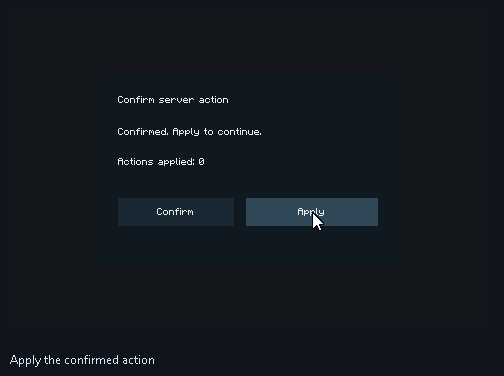 Confirm server action
Confirmed. Apply to continue.
Actions applied: 0
Confirm
Apply
Apply the confirmed action